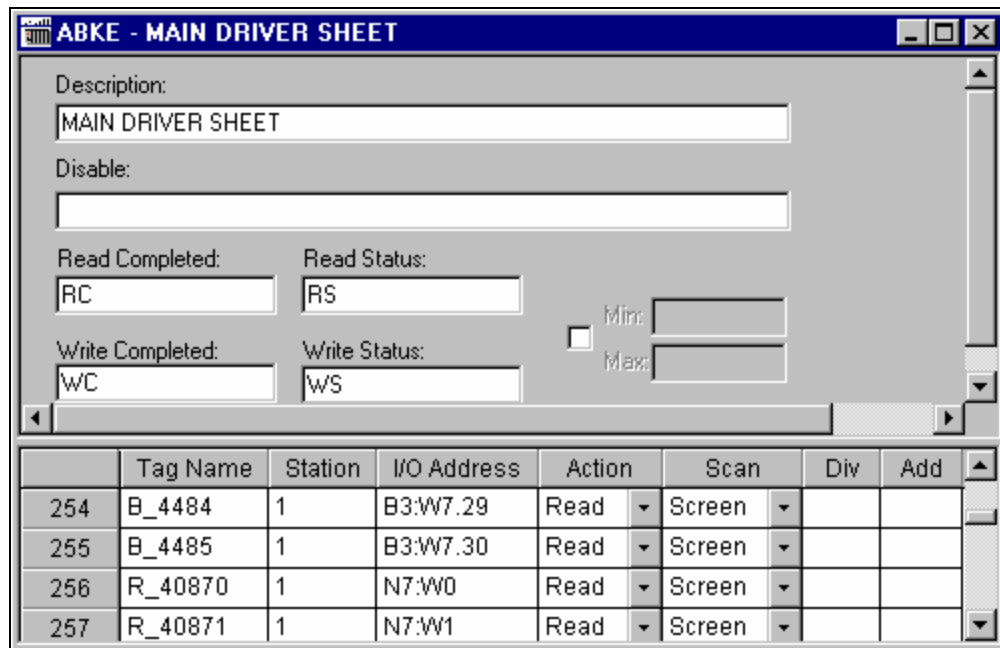 ABKE - MAIN DRIVER SHEET
Description:
MAIN DRIVER SHEET
Disable:
Read Completed: Read Status:
RC RS
Min:
Write Completed: Write Status:
Max:
WC WS
Tag Name Station I/O Address Action Scan Div Add
254 B_4484 1 B3:W7.29 Read Screen
255 B_4485 1 B3:W7.30 Read Screen
256 R_40870 1 N7:W0 Read Screen
257 R_40871 1 N7:W1 Read Screen